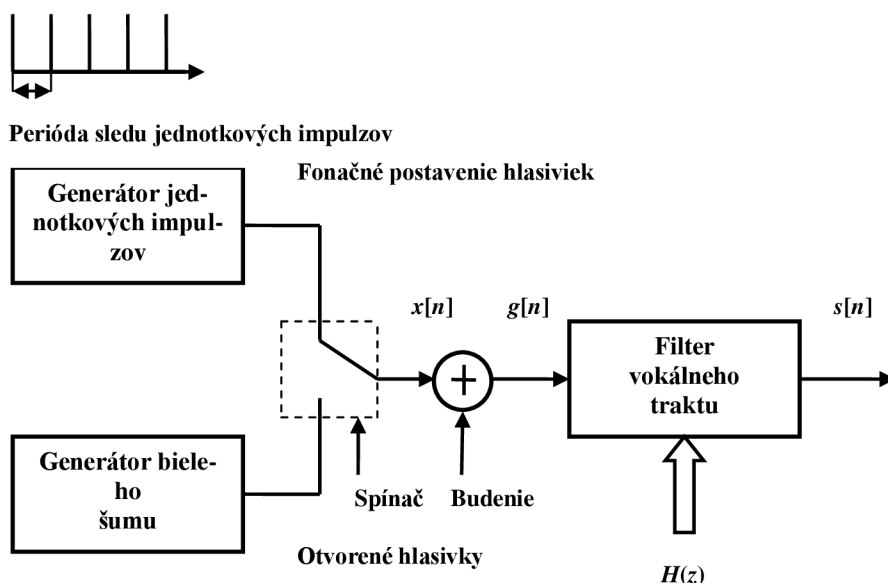 Perióda sledu jednotkových impulzov
Fonačné postavenie hlasiviek
Generátor jed-
notkových impul-
zov
x[n]
g[n]
s[n]
Filter
vokálneho
traktu
Generátor biele-
ho
šumu
Spínač
Budenie
Otvorené hlasivky
H(z)